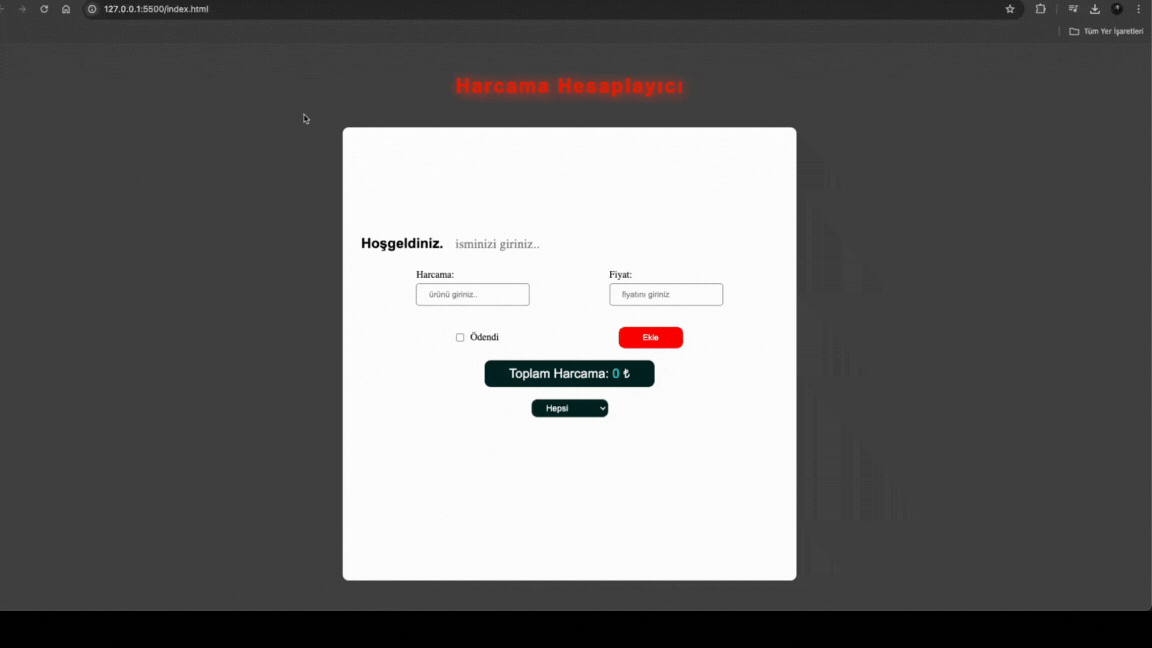 127.0.0.1:5500/index.html
Tüm Yer İşaretleri
Harcama Hesaplayıcı
Hoşgeldiniz. isminizi giriniz..
Harcama: Fiyat:
ürünü giriniz.. fiyatını giriniz
Ödendi Ekle
Toplam Harcama: 0 ₺
Hepsi